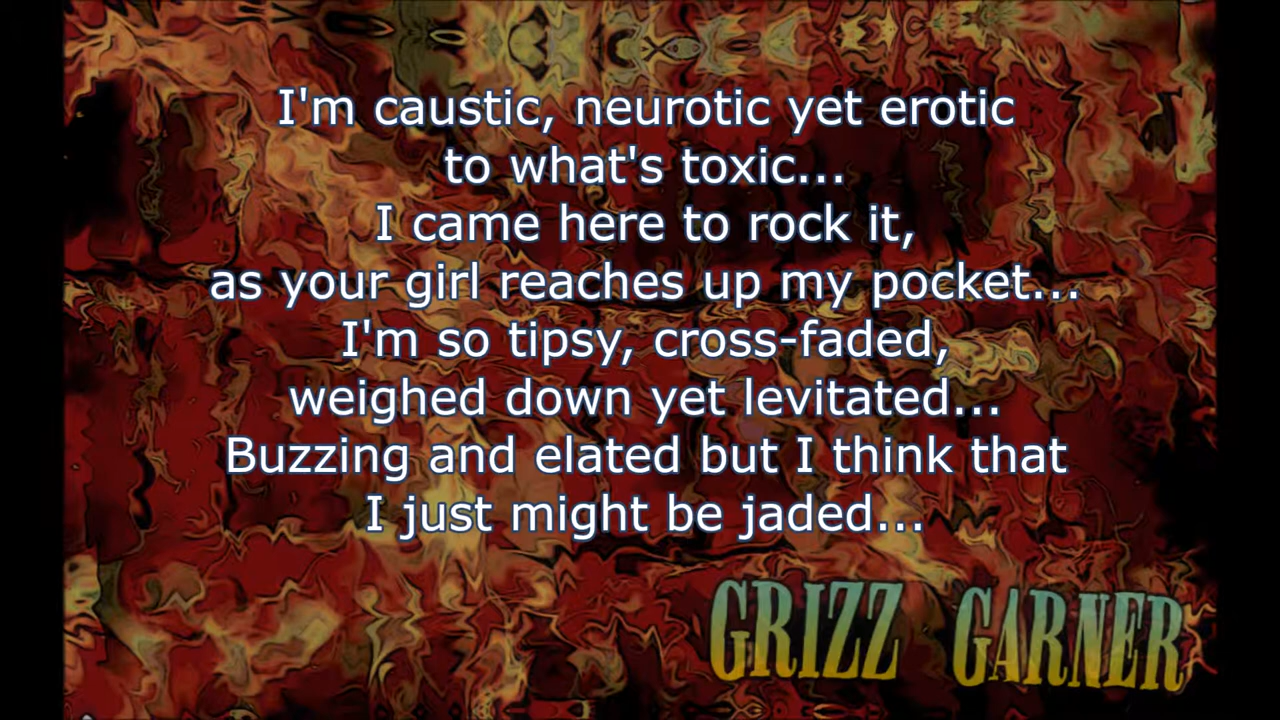 I'm caustic, neurotic yet erotic
to what's toxic...
I came here to rock it,
as your girl reaches up my pocket...
I'm so tipsy, cross-faded,
weighed down yet levitated...
Buzzing and elated but I think that
I just might be jaded...
GRIZZ GARNER